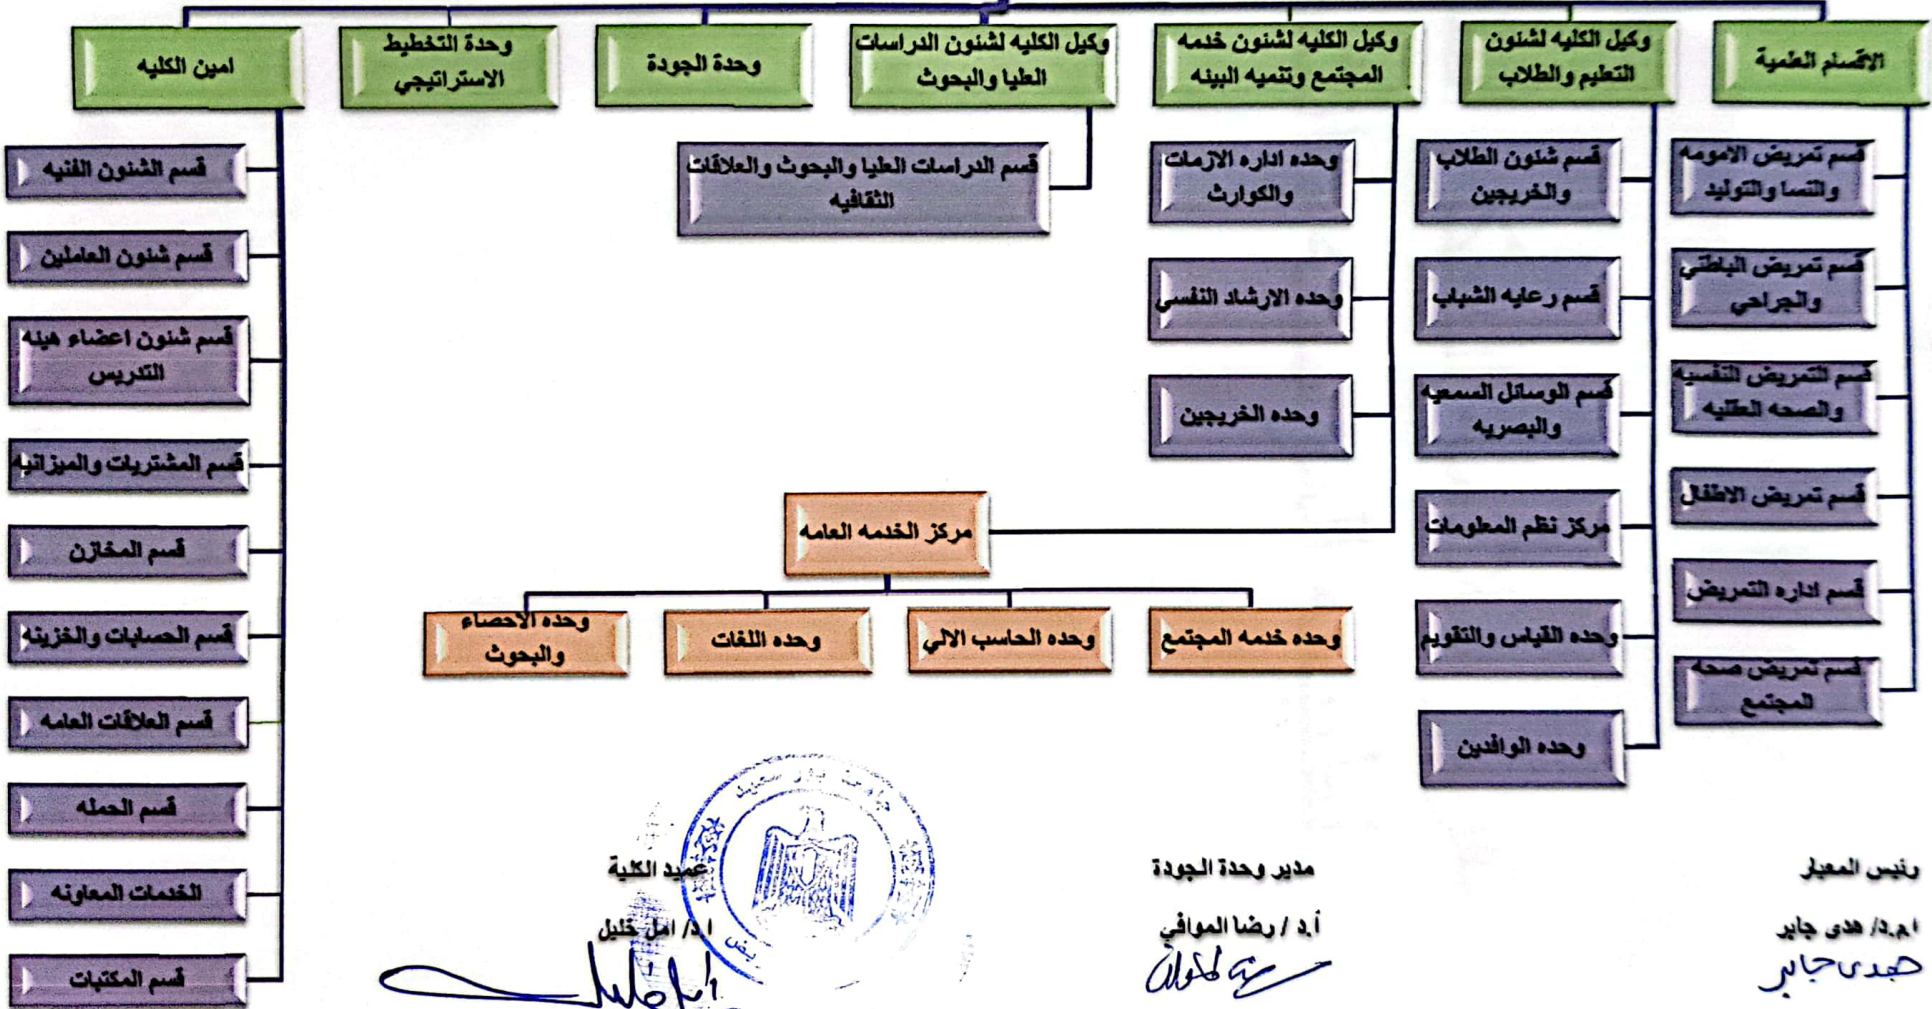 الاقسام العلمية
وكيل الكليه لشئون
التعليم والطلاب
وكيل الكليه لشئون خدمه
المجتمع وتنميه البيئه
وكيل الكليه لشئون الدراسات
العليا والبحوث
وحدة الجودة
وحدة التخطيط
الاستراتيجي
امين الكليه
قسم تمريض الامومه
والنسا والتوليد
قسم تمريض الباطني
والجراحي
قسم التمريض النفسيه
والصحه العقليه
قسم تمريض الاطفال
قسم اداره التمريض
قسم تمريض صحه
المجتمع
قسم شئون الطلاب
والخريجين
قسم رعايه الشباب
قسم الوسائل السمعيه
والبصريه
مركز نظم المعلومات
وحده القياس والتقويم
وحده الوافدين
وحده اداره الازمات
والكوارث
وحده الارشاد النفسي
وحده الخريجين
مركز الخدمه العامه
وحده خدمه المجتمع
وحده الحاسب الالي
وحده اللغات
وحده الاحصاء
والبحوث
قسم الدراسات العليا والبحوث والعلاقات
الثقافيه
قسم الشئون الفنيه
قسم شئون العاملين
قسم شئون اعضاء هيئه
التدريس
قسم المشتريات والميزانيه
قسم المخازن
قسم الحسابات والخزينه
قسم العلاقات العامه
قسم الحمله
الخدمات المعاونه
قسم المكتبات
رئيس المعيار
ا.م.د/ هدى جابر
هدى جابر
مدير وحدة الجودة
أ.د / رضا الموافي
عميد الكلية
ا.د/ امل خليل
أمل خليل
جامعة بورسعيد